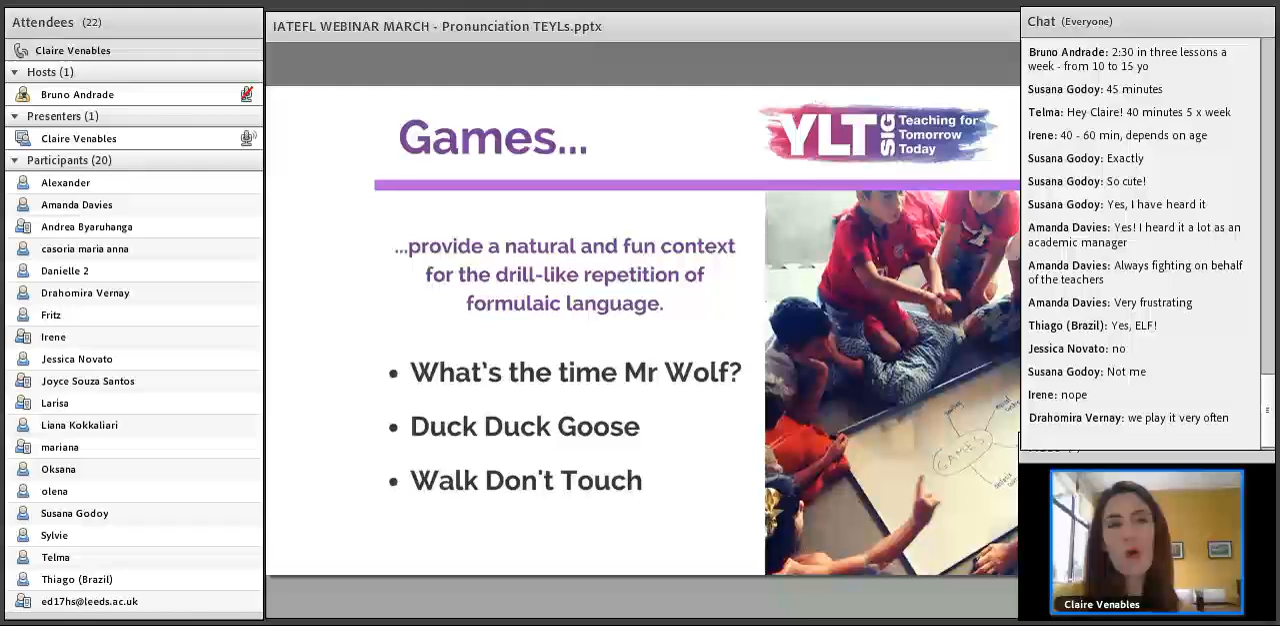 Attendees (22)
Claire Venables
Hosts (1)
Bruno Andrade
Presenters (1)
Claire Venables
Participants (20)
Alexander
Amanda Davies
Andrea Byaruhanga
casoria maria anna
Danielle 2
Drahomira Vernay
Fritz
Irene
Jessica Novato
Joyce Souza Santos
Larisa
Liana Kokkaliari
mariana
Oksana
olena
Susana Godoy
Sylvie
Telma
Thiago (Brazil)
ed17hs@leeds.ac.uk
IATEFL WEBINAR MARCH - Pronunciation TEYLs.pptx
Games...
YLT SIG Teaching for
Tomorrow
Today
...provide a natural and fun context
for the drill-like repetition of
formulaic language.
• What's the time Mr Wolf?
• Duck Duck Goose
• Walk Don't Touch
GAMES
Chat (Everyone)
Bruno Andrade: 2:30 in three lessons a
week - from 10 to 15 yo
Susana Godoy: 45 minutes
Telma: Hey Claire! 40 minutes 5 x week
Irene: 40 - 60 min, depends on age
Susana Godoy: Exactly
Susana Godoy: So cute!
Susana Godoy: Yes, I have heard it
Amanda Davies: Yes! I heard it a lot as an
academic manager
Amanda Davies: Always fighting on behalf
of the teachers
Amanda Davies: Very frustrating
Thiago (Brazil): Yes, ELF!
Jessica Novato: no
Susana Godoy: Not me
Irene: nope
Drahomira Vernay: we play it very often
Claire Venables